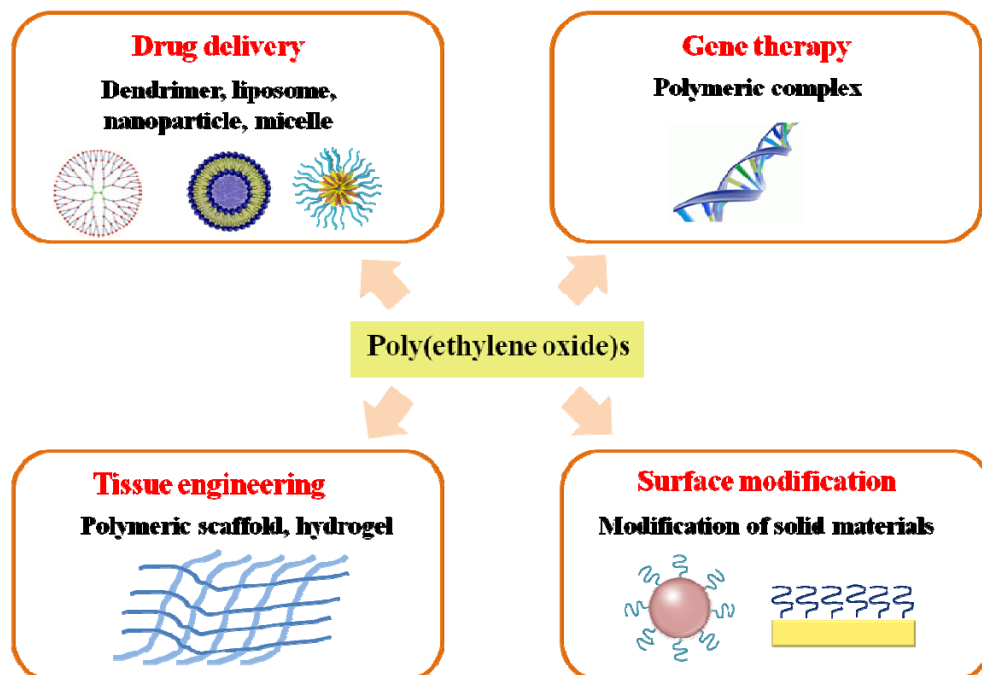 Drug delivery
Dendrimer, liposome,
nanoparticle, micelle
Gene therapy
Polymeric complex
Poly(ethylene oxide)s
Tissue engineering
Polymeric scaffold, hydrogel
Surface modification
Modification of solid materials